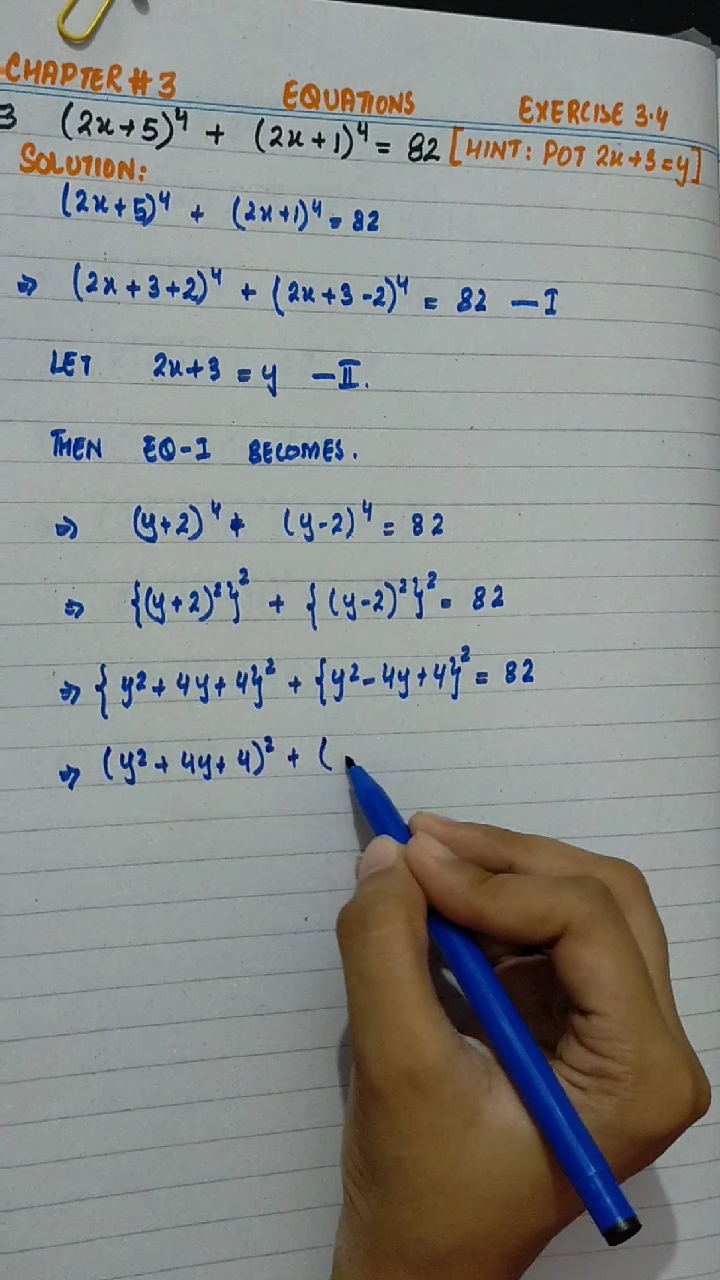 CHAPTER # 3 EQUATIONS EXERCISE 3.4
3 (2x+5)⁴ + (2x+1)⁴ = 82 [HINT: POT 2x+3=y]
SOLUTION:
(2x+5)⁴ + (2x+1)⁴ = 82
⇒ (2x+3+2)⁴ + (2x+3-2)⁴ = 82 — I
LET 2x+3 = y — II.
THEN EQ-I BECOMES.
⇒ (y+2)⁴ + (y-2)⁴ = 82
⇒ {(y+2)²}² + {(y-2)²}² = 82
⇒ {y²+4y+4}² + {y²-4y+4}² = 82
⇒ (y²+4y+4)² + (